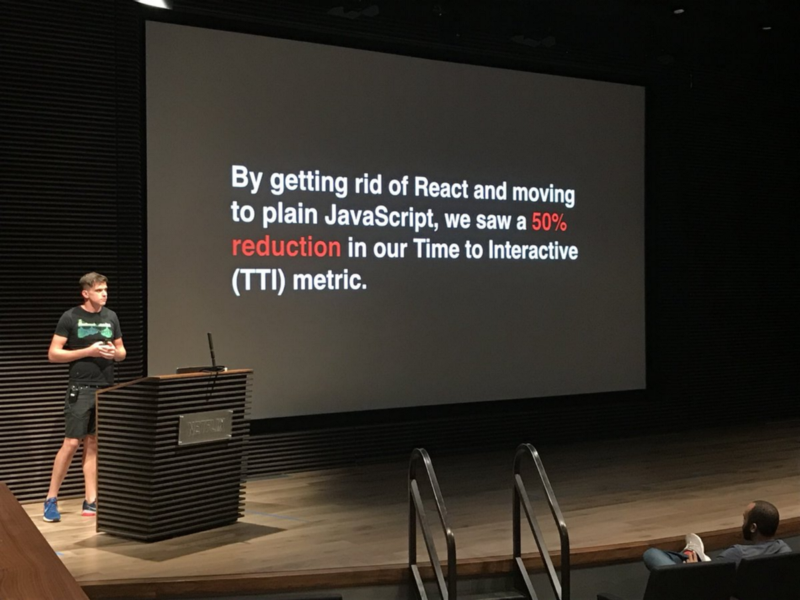 By getting rid of React and moving
to plain JavaScript, we saw a 50%
reduction in our Time to Interactive
(TTI) metric.